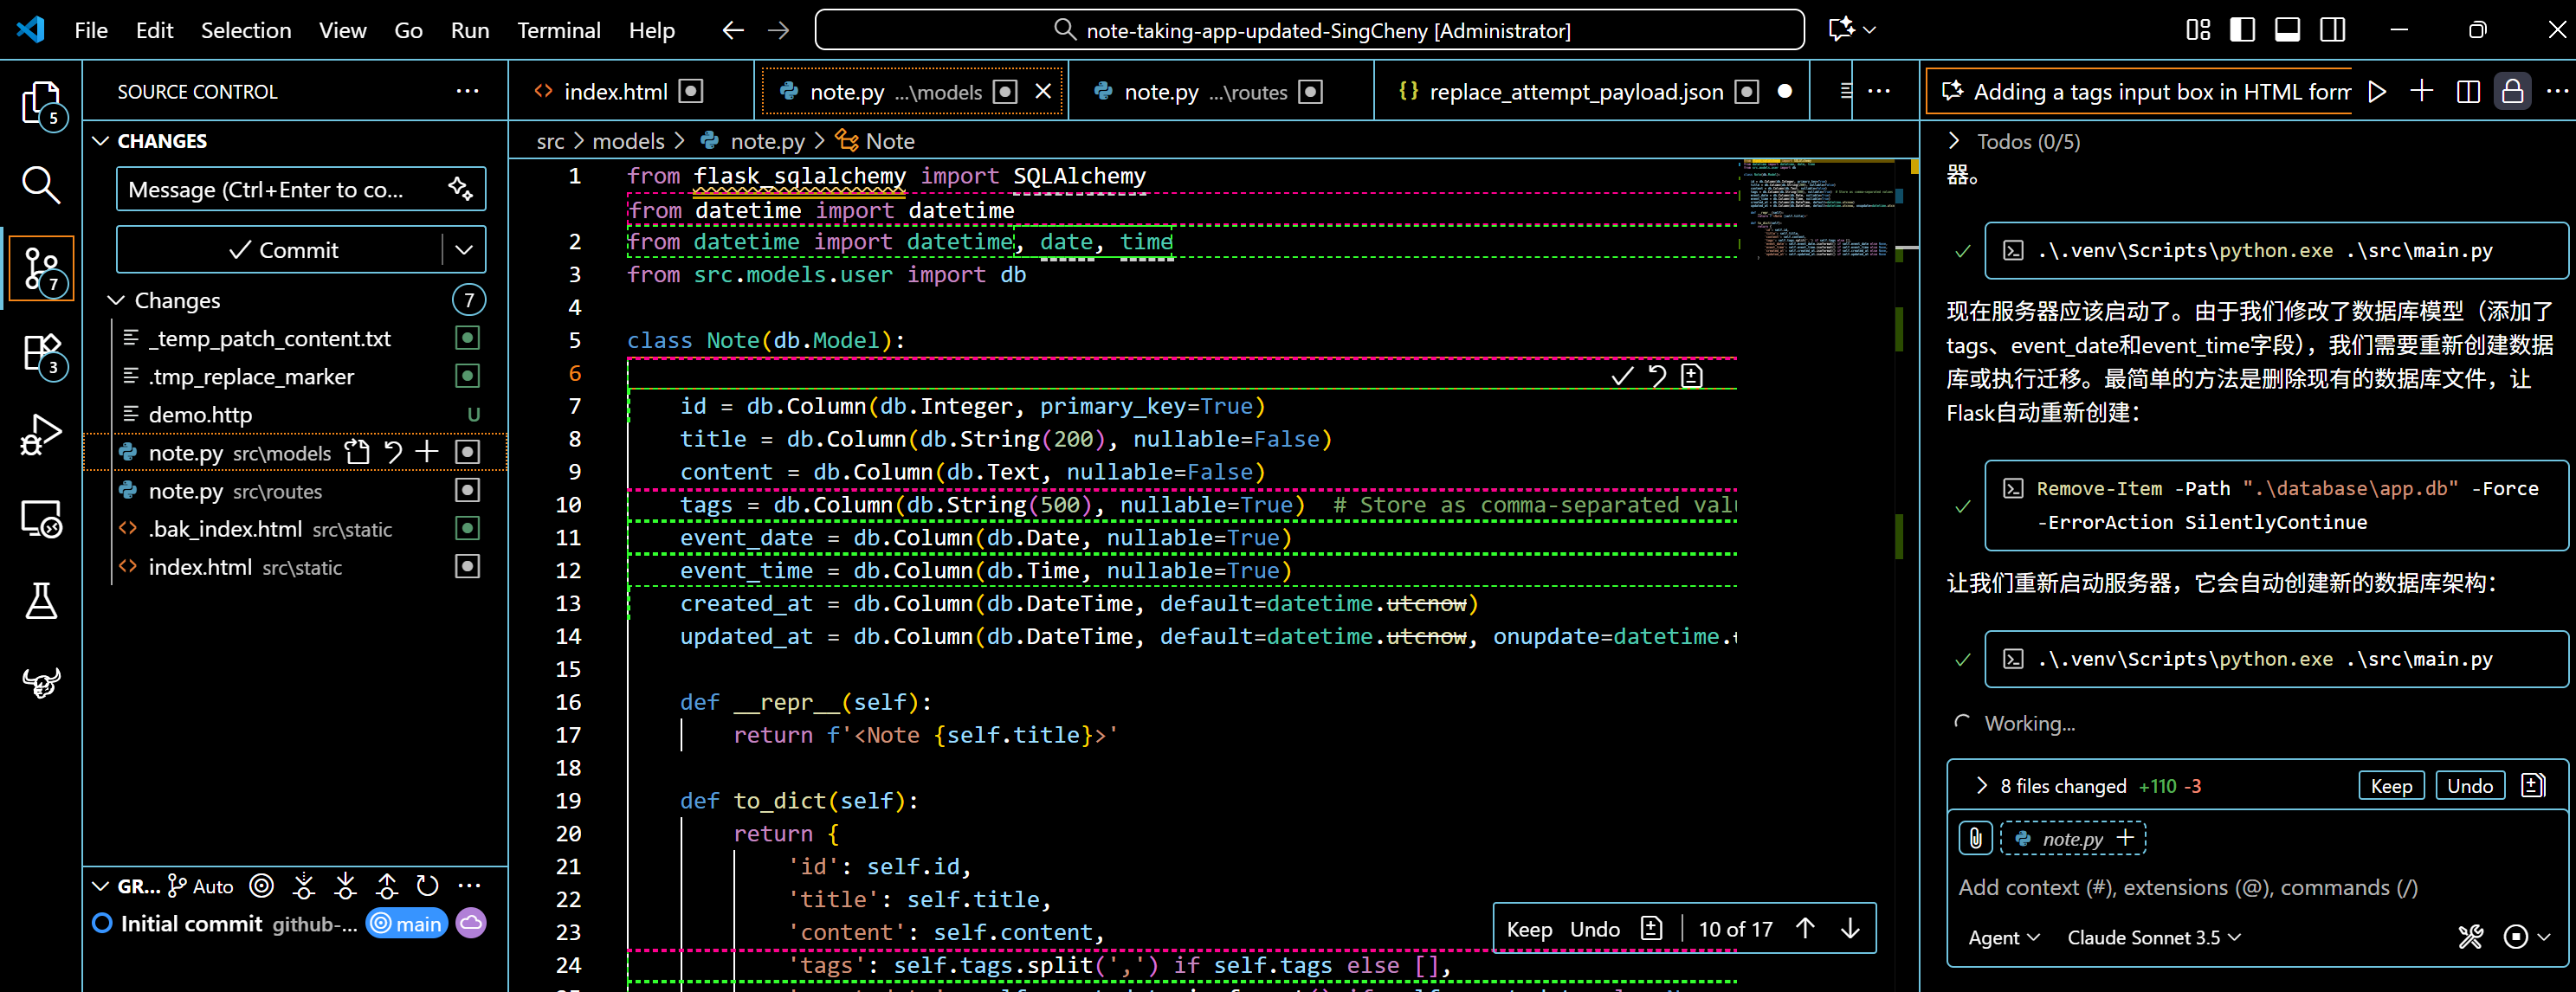 File Edit Selection View Go Run Terminal Help
note-taking-app-updated-SingCheny [Administrator]
5
7
3
SOURCE CONTROL
CHANGES
Message (Ctrl+Enter to co...
Commit
Changes 7
_temp_patch_content.txt
.tmp_replace_marker
demo.http U
note.py src\models
note.py src\routes
.bak_index.html src\static
index.html src\static
GR... Auto
Initial commit github-... main
index.html
note.py ...\models
note.py ...\routes
replace_attempt_payload.json
src > models > note.py > Note
1 from flask_sqlalchemy import SQLAlchemy
from datetime import datetime
2 from datetime import datetime, date, time
3 from src.models.user import db
4
5 class Note(db.Model):
6
7 id = db.Column(db.Integer, primary_key=True)
8 title = db.Column(db.String(200), nullable=False)
9 content = db.Column(db.Text, nullable=False)
10 tags = db.Column(db.String(500), nullable=True) # Store as comma-separated valu
11 event_date = db.Column(db.Date, nullable=True)
12 event_time = db.Column(db.Time, nullable=True)
13 created_at = db.Column(db.DateTime, default=datetime.utcnow)
14 updated_at = db.Column(db.DateTime, default=datetime.utcnow, onupdate=datetime.
15
16 def __repr__(self):
17 return f'<Note {self.title}>'
18
19 def to_dict(self):
20 return {
21 'id': self.id,
22 'title': self.title,
23 'content': self.content,
24 'tags': self.tags.split(',') if self.tags else [],
Keep Undo 10 of 17
Adding a tags input box in HTML form
Todos (0/5)
器。
.\.venv\Scripts\python.exe .\src\main.py
现在服务器应该启动了。由于我们修改了数据库模型（添加了
tags、event_date和event_time字段），我们需要重新创建数据
库或执行迁移。最简单的方法是删除现有的数据库文件，让
Flask自动重新创建：
Remove-Item -Path ".\database\app.db" -Force
-ErrorAction SilentlyContinue
让我们重新启动服务器，它会自动创建新的数据库架构：
.\.venv\Scripts\python.exe .\src\main.py
Working...
8 files changed +110 -3 Keep Undo
note.py
Add context (#), extensions (@), commands (/)
Agent Claude Sonnet 3.5